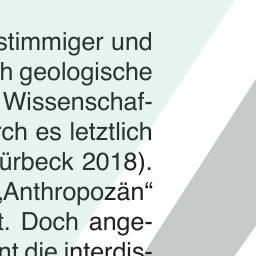 stimmiger und
h geologische
Wissenschaf-
rch es letztlich
ürbeck 2018).
„Anthropozän“
t. Doch ange-
nt die interdis-